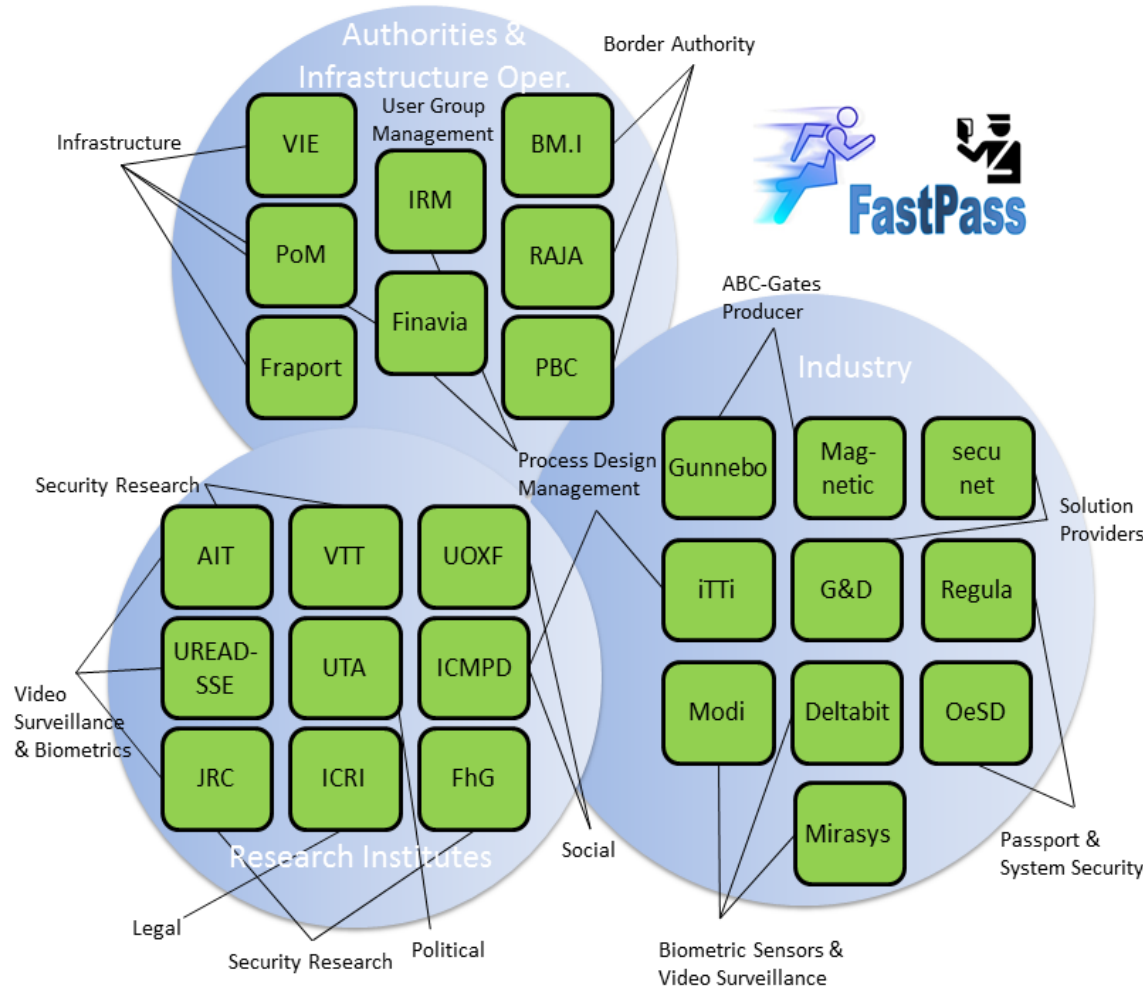 Authorities &
Infrastructure Oper.
Border Authority
User Group
Management
Infrastructure
VIE
IRM
BM.I
PoM
Finavia
RAJA
Fraport
PBC
FastPass
ABC-Gates
Producer
Industry
Gunnebo
Mag-
netic
secu
net
Process Design
Management
Solution
Providers
iTTi
G&D
Regula
Modi
Deltabit
OeSD
Mirasys
Passport &
System Security
Biometric Sensors &
Video Surveillance
Security Research
AIT
VTT
UOXF
UREAD-
SSE
UTA
ICMPD
Video
Surveillance
& Biometrics
JRC
ICRI
FhG
Research Institutes
Social
Legal
Security Research
Political